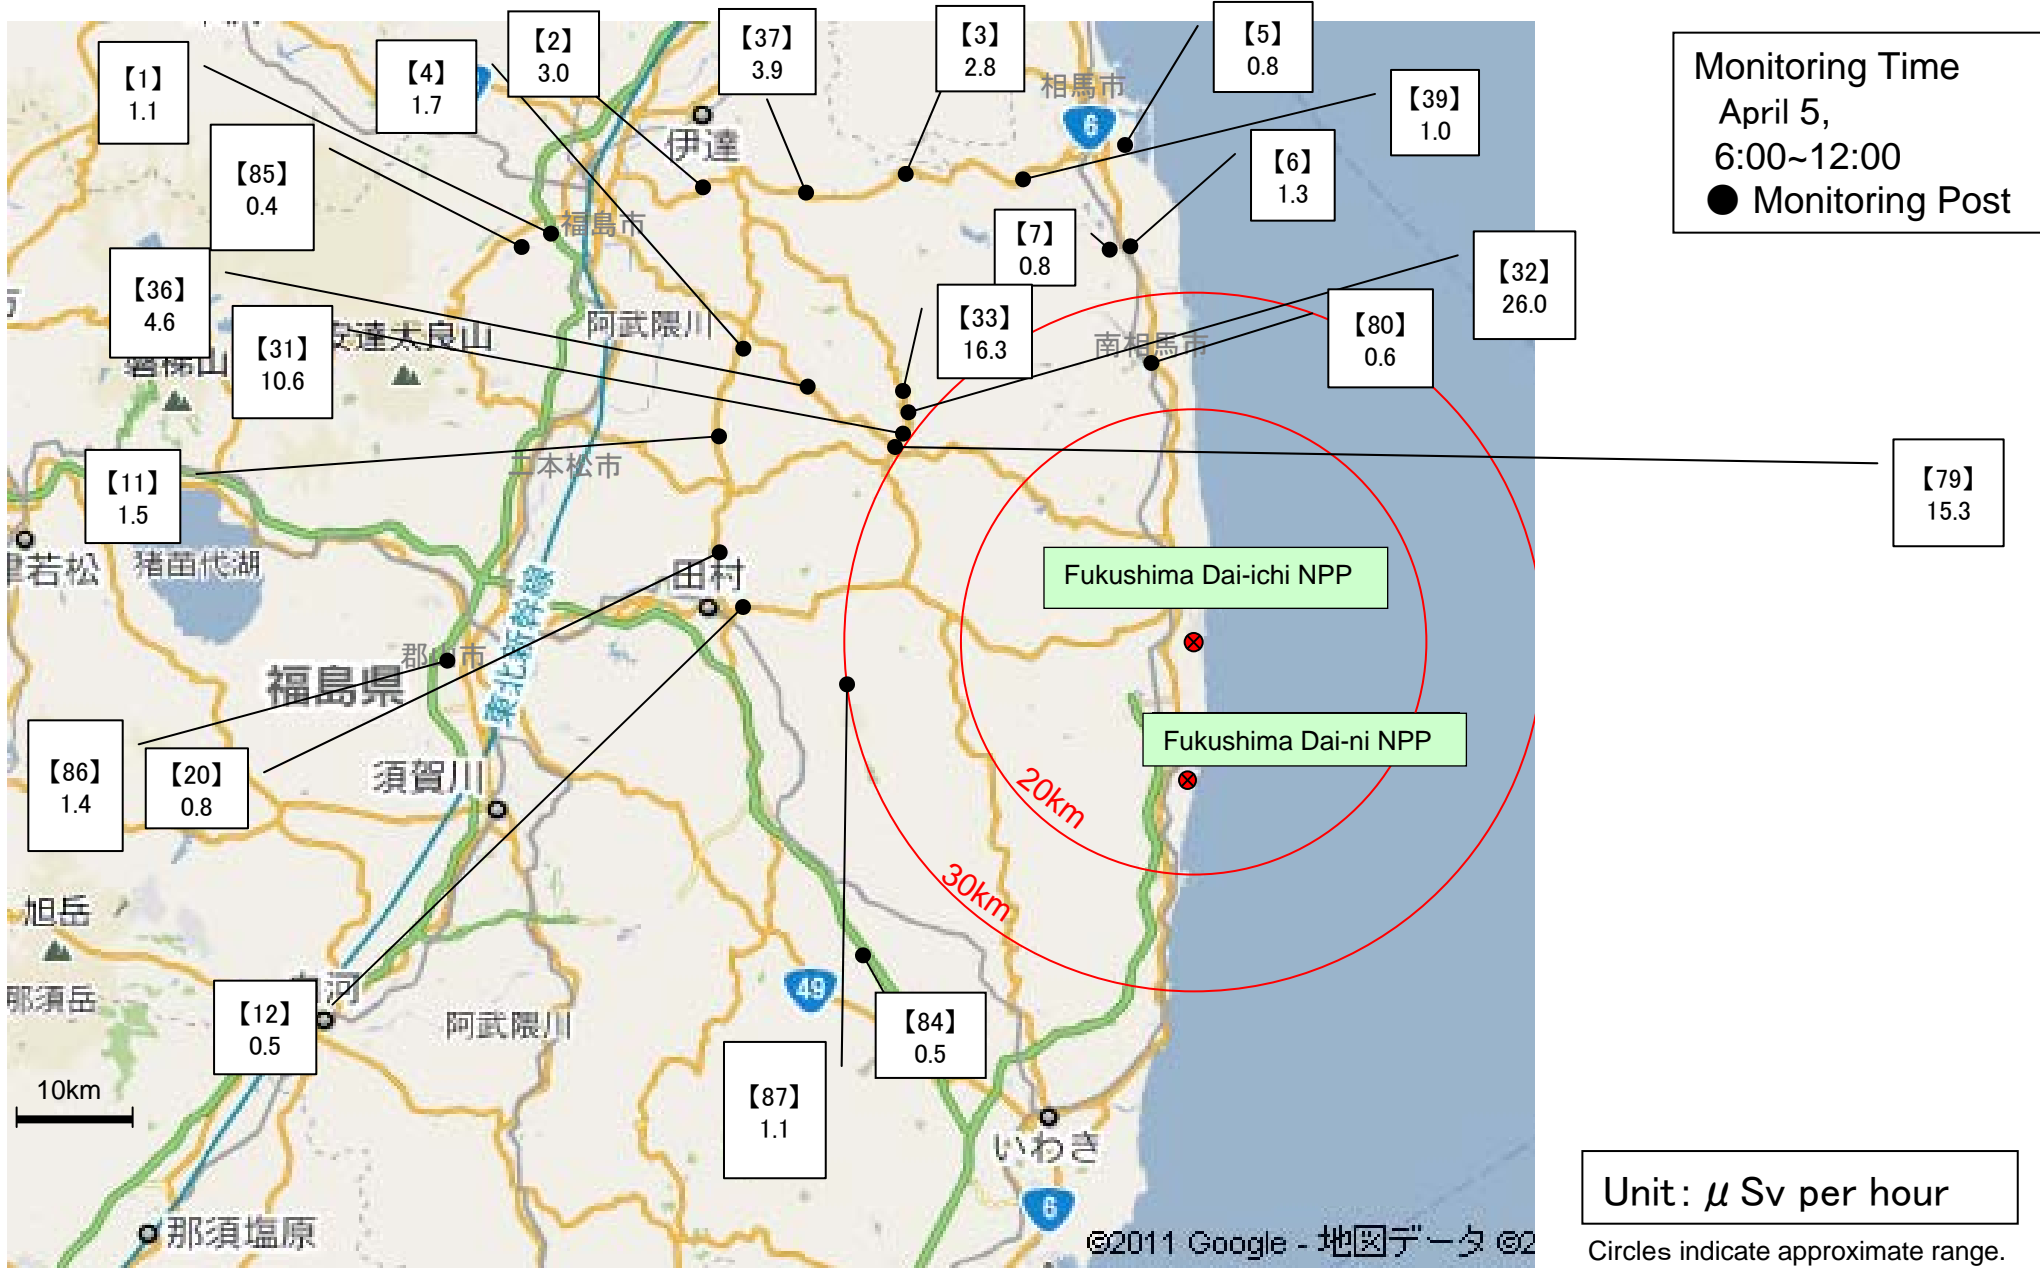 【1】
1.1
【4】
1.7
【2】
3.0
【37】
3.9
【3】
2.8
【5】
0.8
【39】
1.0
【6】
1.3
【85】
0.4
【7】
0.8
【36】
4.6
【31】
10.6
【33】
16.3
【32】
26.0
【80】
0.6
【79】
15.3
【11】
1.5
【86】
1.4
【20】
0.8
【12】
0.5
【87】
1.1
【84】
0.5
Monitoring Time
April 5,
6:00~12:00
● Monitoring Post
相馬市
6
伊達
福島市
阿武隈川
安達太良山
磐梯山
南相馬市
二本松市
猪苗代湖
田村
東北新幹線
郡山市
福島県
須賀川
旭岳
那須岳
阿武隈川
49
いわき
6
那須塩原
Fukushima Dai-ichi NPP
Fukushima Dai-ni NPP
20km
30km
10km
©2011 Google - 地図データ ©2
Unit: μ Sv per hour
Circles indicate approximate range.